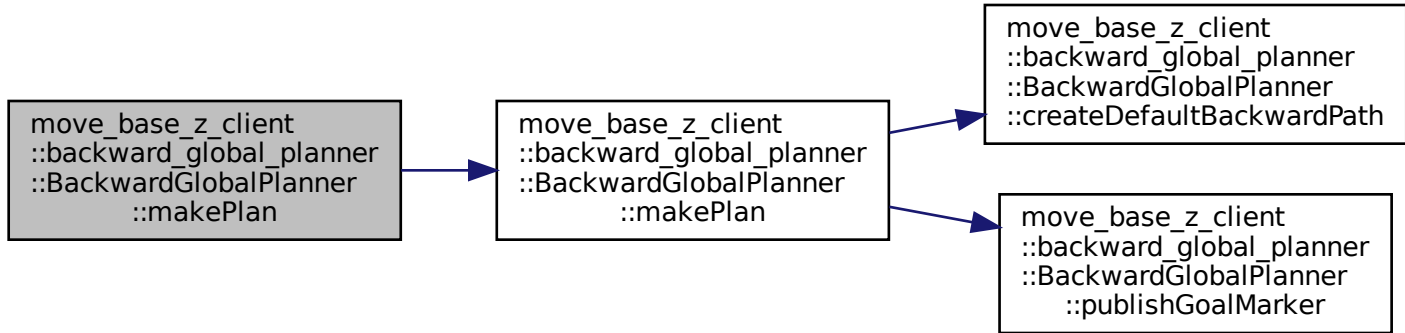 move_base_z_client
::backward_global_planner
::BackwardGlobalPlanner
::makePlan
move_base_z_client
::backward_global_planner
::BackwardGlobalPlanner
::makePlan
move_base_z_client
::backward_global_planner
::BackwardGlobalPlanner
::createDefaultBackwardPath
move_base_z_client
::backward_global_planner
::BackwardGlobalPlanner
::publishGoalMarker